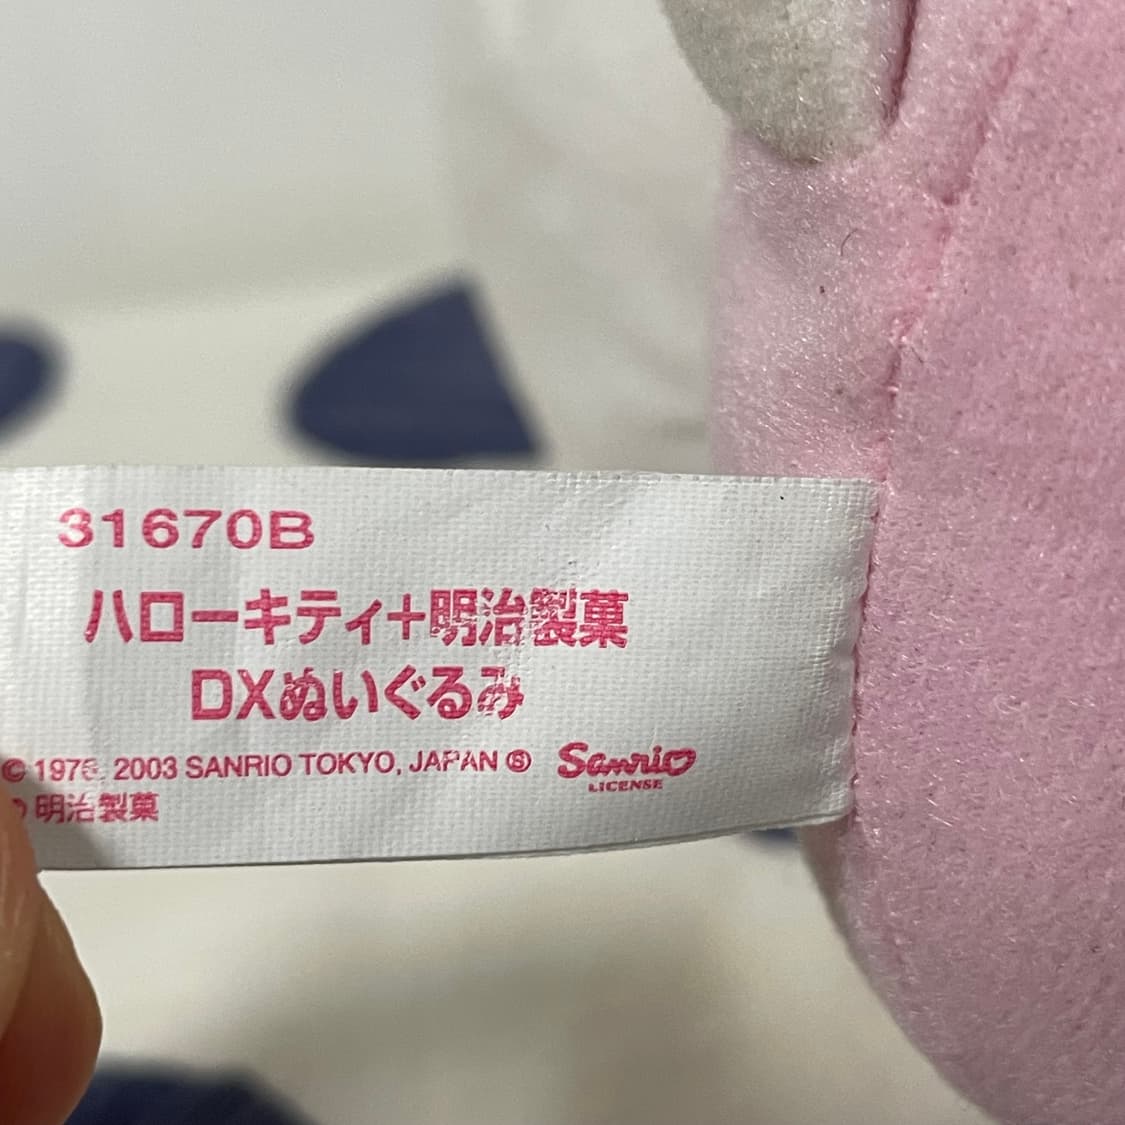 31670B
ハローキティ+明治製菓
DXぬいぐるみ
© 1976, 2003 SANRIO TOKYO, JAPAN Ⓢ Sanrio
LICENSE
明治製菓